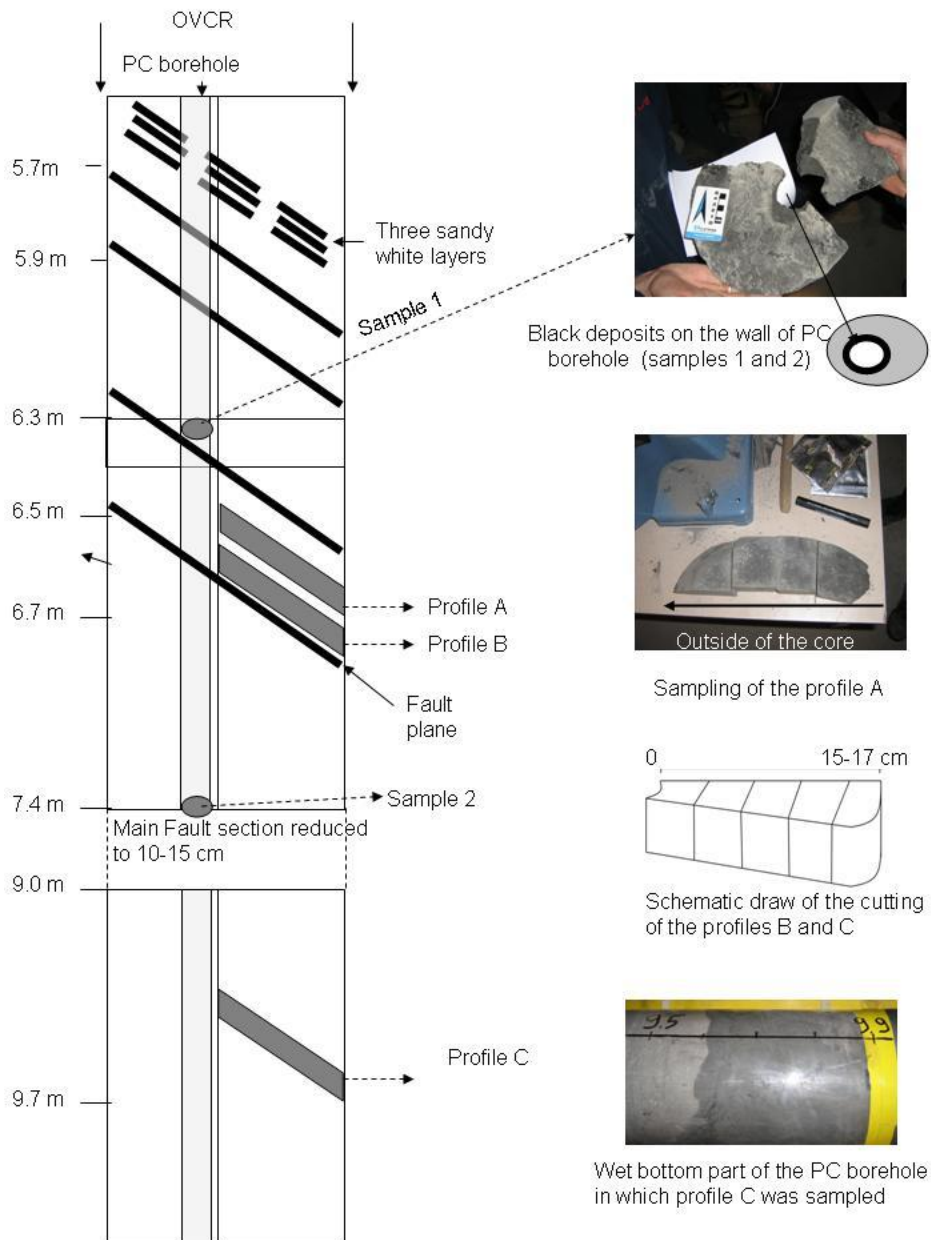 OVCR
PC borehole
5.7m
5.9 m
Three sandy
white layers
Sample 1
6.3 m
6.5 m
6.7 m
Profile A
Profile B
Fault
plane
7.4 m
Sample 2
Main Fault section reduced
to 10-15 cm
9.0 m
Profile C
9.7 m
Black deposits on the wall of PC
borehole (samples 1 and 2)
Outside of the core
Sampling of the profile A
0 15-17 cm
Schematic draw of the cutting
of the profiles B and C
9.5 9.9
Wet bottom part of the PC borehole
in which profile C was sampled